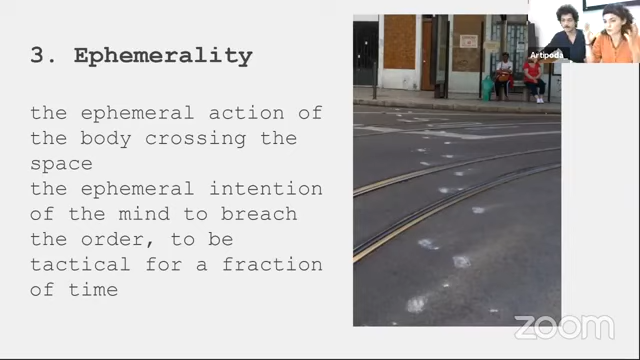 3. Ephemerality
the ephemeral action of
the body crossing the
space
the ephemeral intention
of the mind to breach
the order, to be
tactical for a fraction
of time
Artipoda
zoom